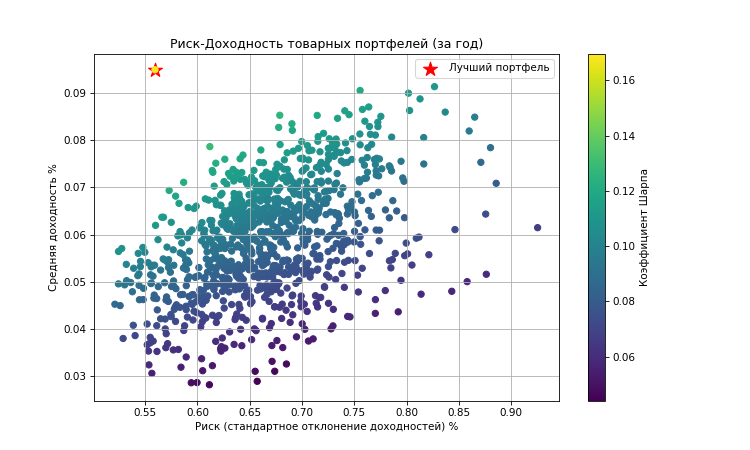 Риск-Доходность товарных портфелей (за год)
Лучший портфель
Средняя доходность %
0.09
0.08
0.07
0.06
0.05
0.04
0.03
0.55 0.60 0.65 0.70 0.75 0.80 0.85 0.90
Риск (стандартное отклонение доходностей) %
0.16
0.14
0.12
0.10
0.08
0.06
Коэффициент Шарпа